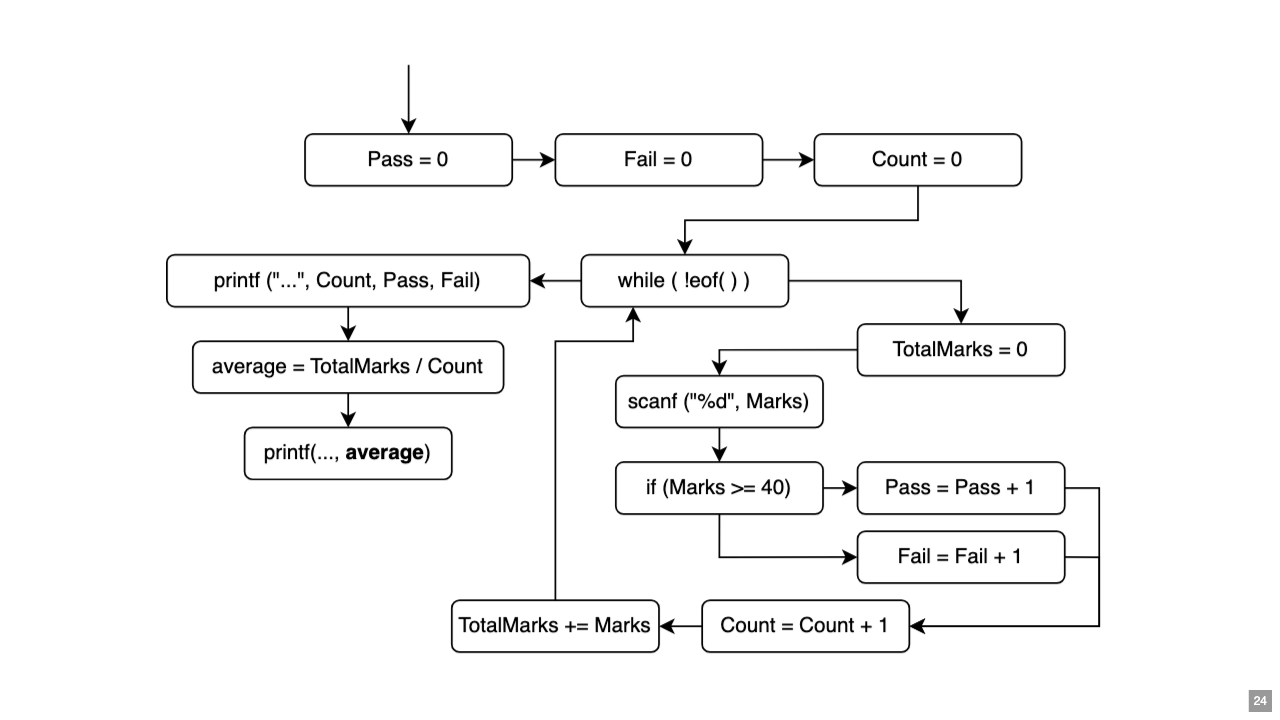 Pass = 0
Fail = 0
Count = 0
printf ("...", Count, Pass, Fail)
while ( !eof( ) )
TotalMarks = 0
average = TotalMarks / Count
scanf ("%d", Marks)
printf(..., average)
if (Marks >= 40)
Pass = Pass + 1
Fail = Fail + 1
TotalMarks += Marks
Count = Count + 1
24